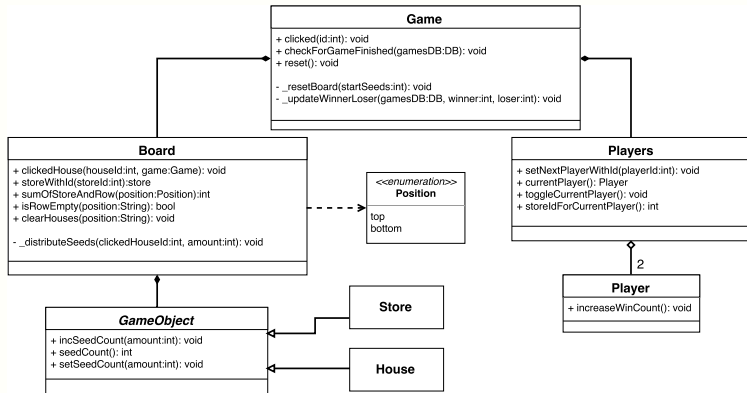 Game
+ clicked(id:int): void
+ checkForGameFinished(gamesDB:DB): void
+ reset(): void
- _resetBoard(startSeeds:int): void
- _updateWinnerLoser(gamesDB:DB, winner:int, loser:int): void
Board
+ clickedHouse(houseId:int, game:Game): void
+ storeWithId(storeId:int):store
+ sumOfStoreAndRow(position:Position):int
+ isRowEmpty(position:String): bool
+ clearHouses(position:String): void
- _distributeSeeds(clickedHouseId:int, amount:int): void
<<enumeration>>
Position
top
bottom
Players
+ setNextPlayerWithId(playerId:int): void
+ currentPlayer(): Player
+ toggleCurrentPlayer(): void
+ storeIdForCurrentPlayer(): int
2
Player
+ increaseWinCount(): void
GameObject
+ incSeedCount(amount:int): void
+ seedCount(): int
+ setSeedCount(amount:int): void
Store
House